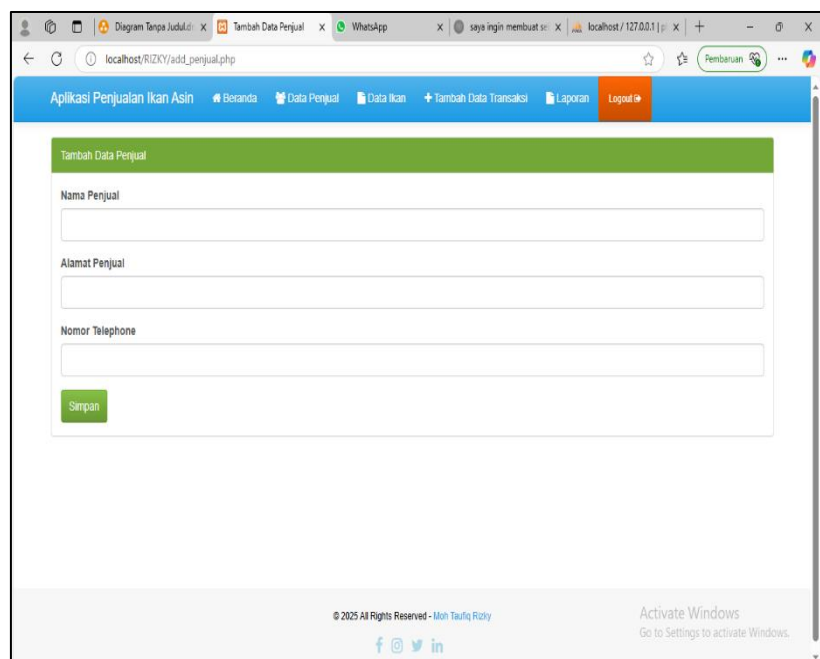 Diagram Tanpa Judul.d
Tambah Data Penjual
WhatsApp
saya ingin membuat se
localhost / 127.0.0.1 | p
localhost/RIZKY/add_penjual.php
Pembaruan
Aplikasi Penjualan Ikan Asin Beranda Data Penjual Data Ikan Tambah Data Transaksi Laporan Logout
Tambah Data Penjual
Nama Penjual
Alamat Penjual
Nomor Telephone
Simpan
© 2025 All Rights Reserved - Moh Taufiq Rizky
Activate Windows
Go to Settings to activate Windows.